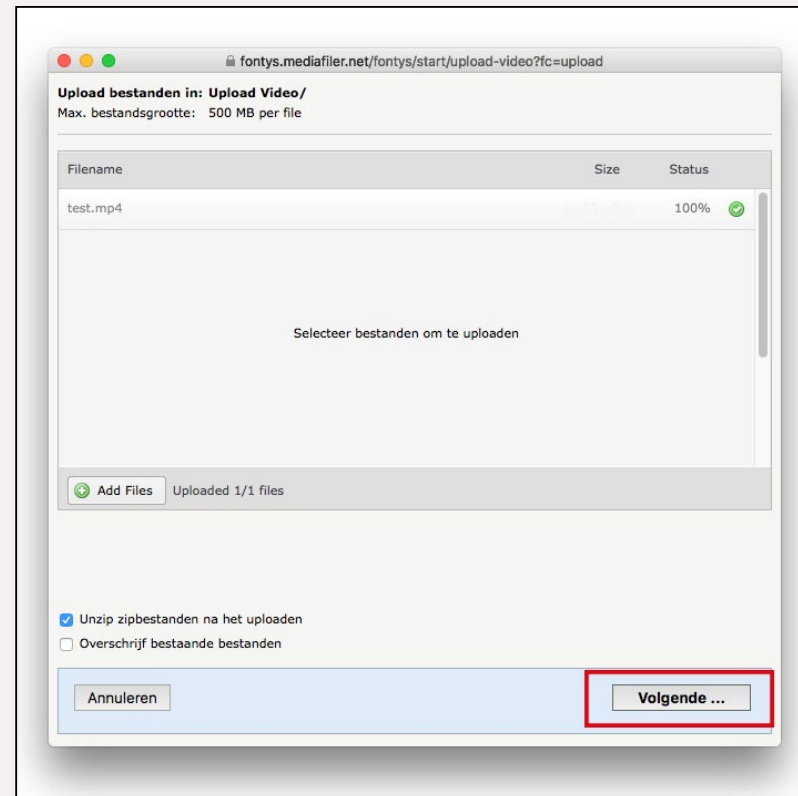 fontys.mediafiler.net/fontys/start/upload-video?fc=upload
Upload bestanden in: Upload Video/
Max. bestandsgrootte: 500 MB per file
Filename Size Status
test.mp4 100%
Selecteer bestanden om te uploaden
Add Files Uploaded 1/1 files
Unzip zipbestanden na het uploaden
Overschrijf bestaande bestanden
Annuleren Volgende ...